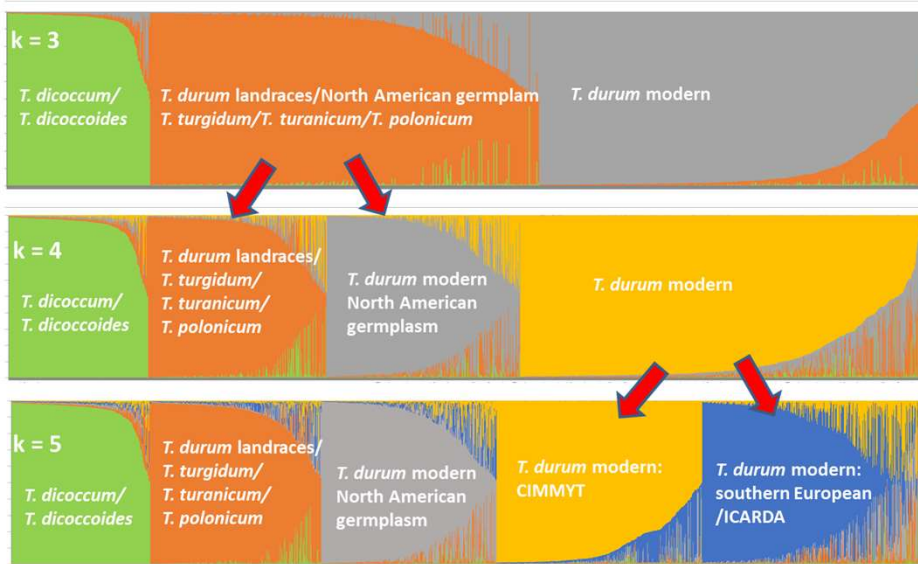 k = 3
T. dicoccum/
T. dicoccoides
T. durum landraces/North American germplam
T. turgidum/T. turanicum/T. polonicum
T. durum modern
k = 4
T. dicoccum/
T. dicoccoides
T. durum landraces/
T. turgidum/
T. turanicum/
T. polonicum
T. durum modern
North American
germplasm
T. durum modern
k = 5
T. dicoccum/
T. dicoccoides
T. durum landraces/
T. turgidum/
T. turanicum/
T. polonicum
T. durum modern
North American
germplasm
T. durum modern:
CIMMYT
T. durum modern:
southern European
/ICARDA